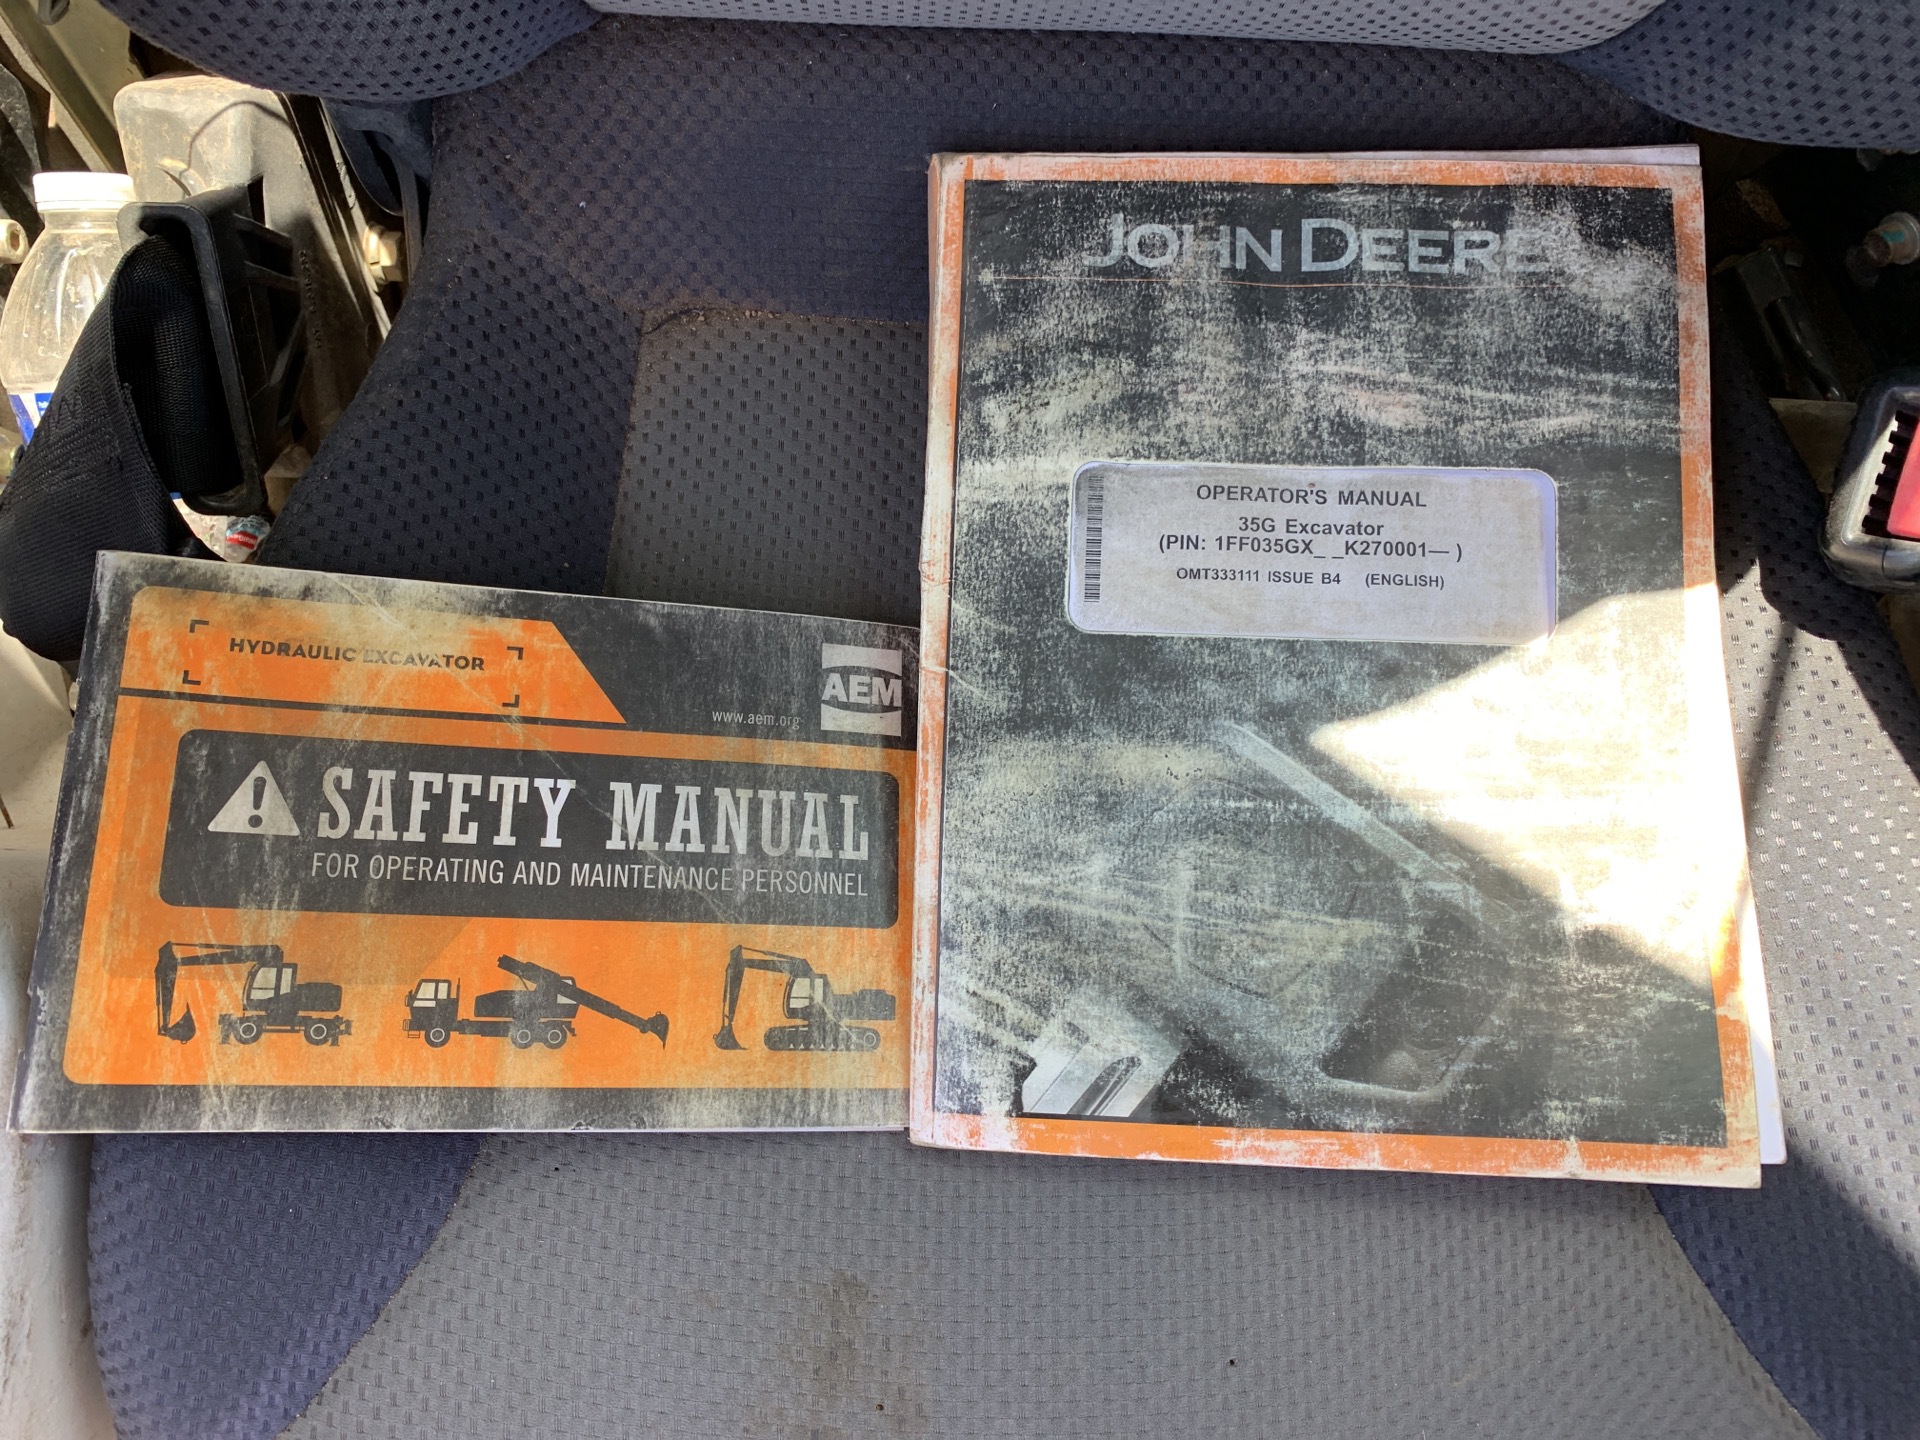 HYDRAULIC EXCAVATOR
AEM
www.aem.org
SAFETY MANUAL
FOR OPERATING AND MAINTENANCE PERSONNEL
JOHN DEERE
OPERATOR'S MANUAL
35G Excavator
(PIN: 1FF035GX_ _K270001— )
OMT333111 ISSUE B4 (ENGLISH)